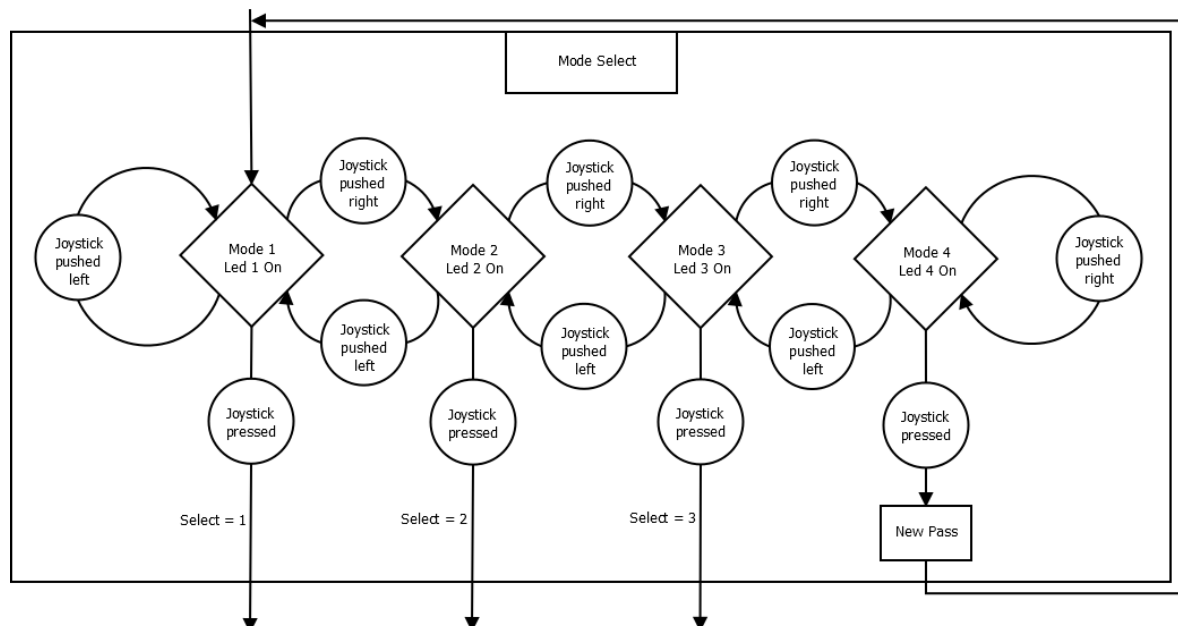 Mode Select
Joystick
pushed
right
Joystick
pushed
right
Joystick
pushed
right
Joystick
pushed
left
Mode 1
Led 1 On
Mode 2
Led 2 On
Mode 3
Led 3 On
Mode 4
Led 4 On
Joystick
pushed
right
Joystick
pushed
left
Joystick
pushed
left
Joystick
pushed
left
Joystick
pressed
Joystick
pressed
Joystick
pressed
Joystick
pressed
Select = 1
Select = 2
Select = 3
New Pass